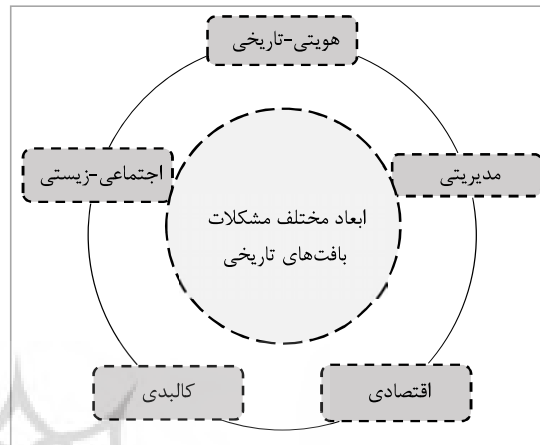 هویتی-تاریخی
مدیریتی
اجتماعی-زیستی
ابعاد مختلف مشکلات
بافت‌های تاریخی
اقتصادی
کالبدی